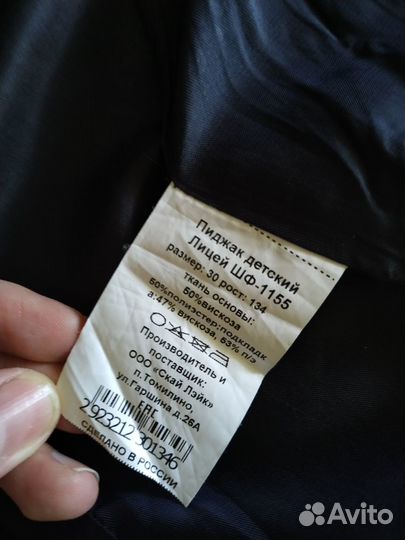 Пиджак детский
Лицей ШФ-1155
размер: 30 рост: 134
ткань основы:
50%вискоза
50%полиэстер:подкладк
а:47% вискоза, 53% п/э
Производитель и
поставщик:
ООО «Скай Лэйк»
п.Томилино,
ул.Гаршина д.26А
EAC
2923212301346
СДЕЛАНО В РОССИИ
Avito